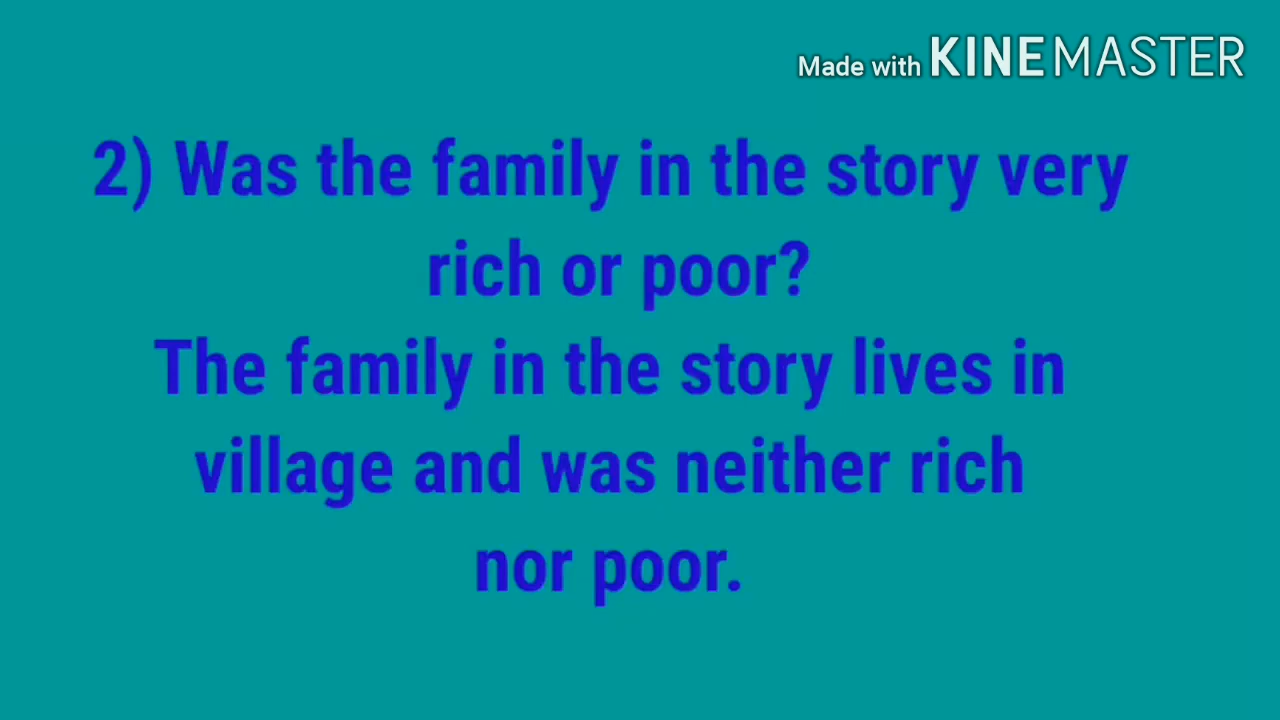 Made with KINEMASTER
2) Was the family in the story very
rich or poor?
The family in the story lives in
village and was neither rich
nor poor.